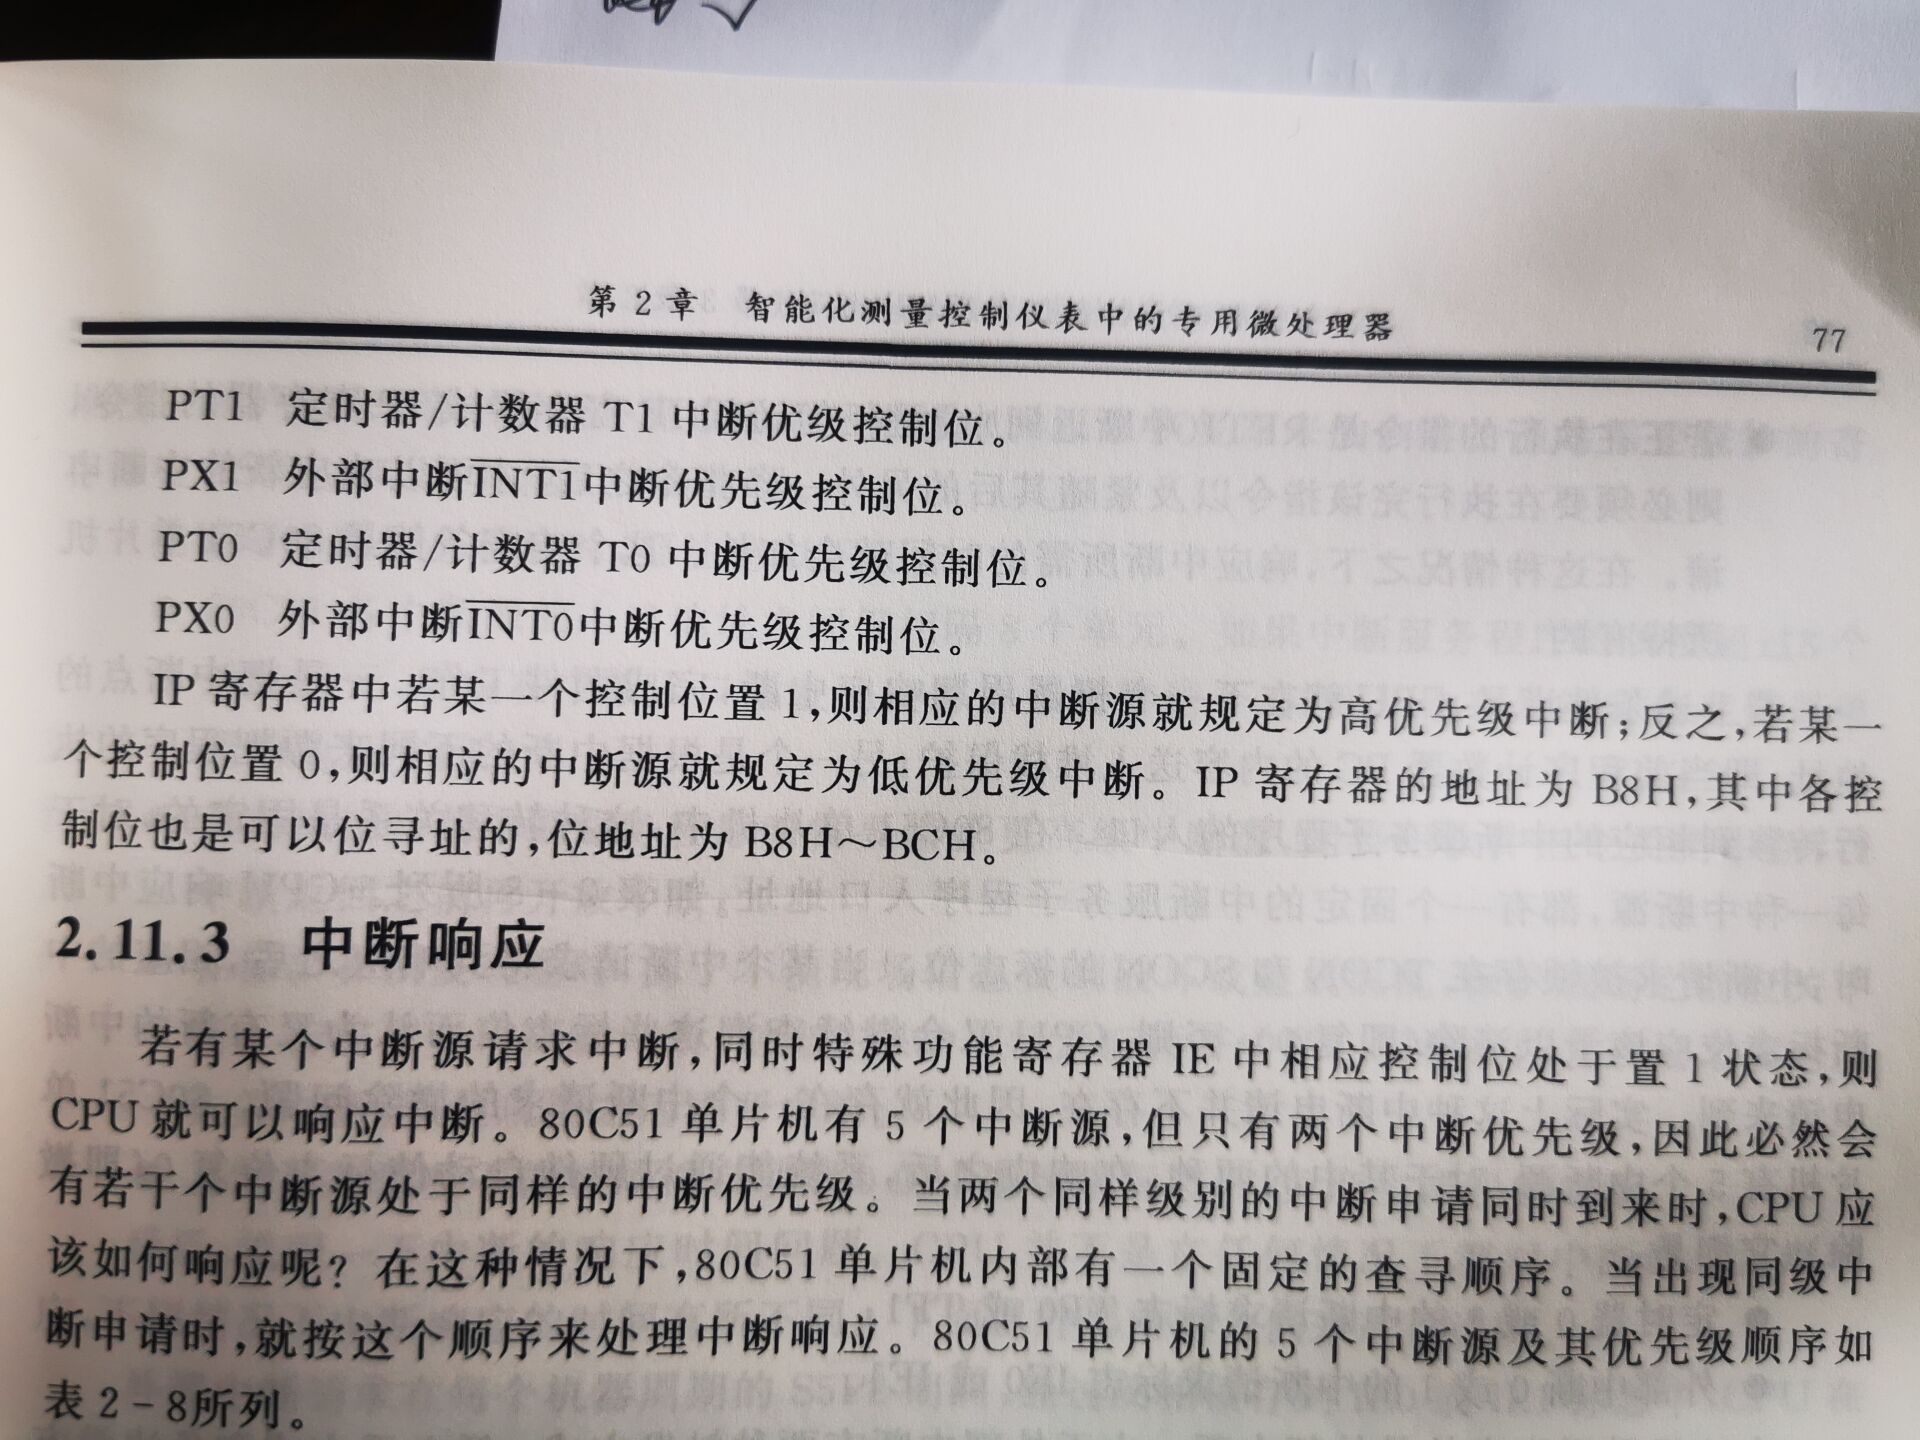 第 2 章　智能化测量控制仪表中的专用微处理器　77
PT1　定时器/计数器 T1 中断优级控制位。
PX1　外部中断INT1中断优先级控制位。
PT0　定时器/计数器 T0 中断优先级控制位。
PX0　外部中断INT0中断优先级控制位。
IP 寄存器中若某一个控制位置 1,则相应的中断源就规定为高优先级中断;反之,若某一
个控制位置 0,则相应的中断源就规定为低优先级中断。IP 寄存器的地址为 B8H,其中各控
制位也是可以位寻址的,位地址为 B8H～BCH。
2.11.3　中断响应
若有某个中断源请求中断,同时特殊功能寄存器 IE 中相应控制位处于置 1 状态,则
CPU 就可以响应中断。80C51 单片机有 5 个中断源,但只有两个中断优先级,因此必然会
有若干个中断源处于同样的中断优先级。当两个同样级别的中断申请同时到来时,CPU 应
该如何响应呢? 在这种情况下,80C51 单片机内部有一个固定的查寻顺序。当出现同级中
断申请时,就按这个顺序来处理中断响应。80C51 单片机的 5 个中断源及其优先级顺序如
表 2-8所列。